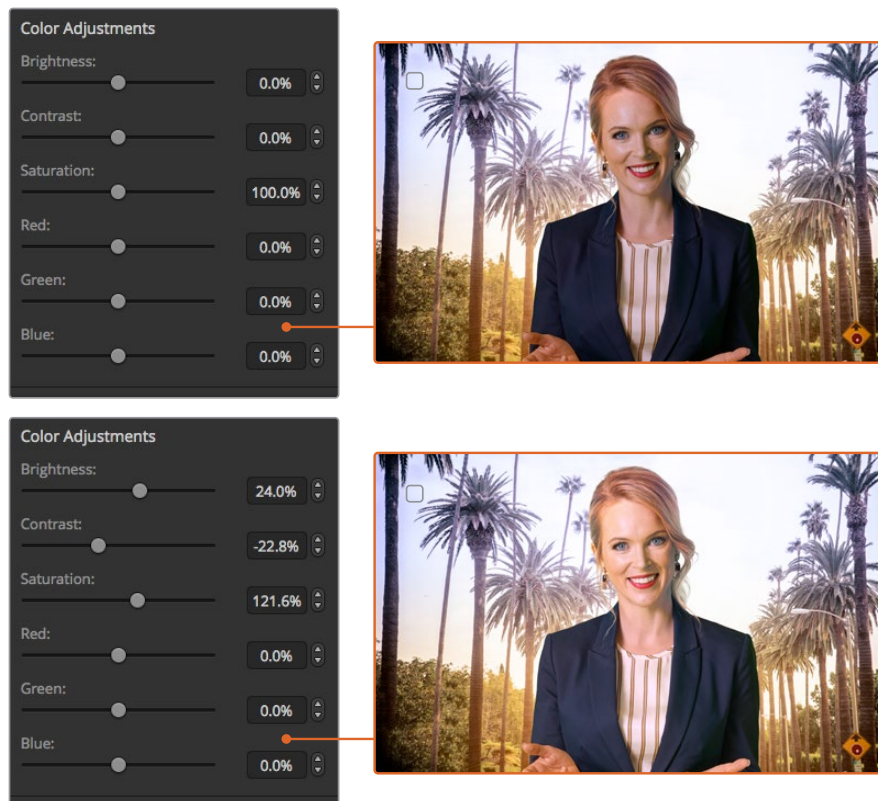 Color Adjustments
Brightness:
0.0%
Contrast:
0.0%
Saturation:
100.0%
Red:
0.0%
Green:
0.0%
Blue:
0.0%
Color Adjustments
Brightness:
24.0%
Contrast:
-22.8%
Saturation:
121.6%
Red:
0.0%
Green:
0.0%
Blue:
0.0%